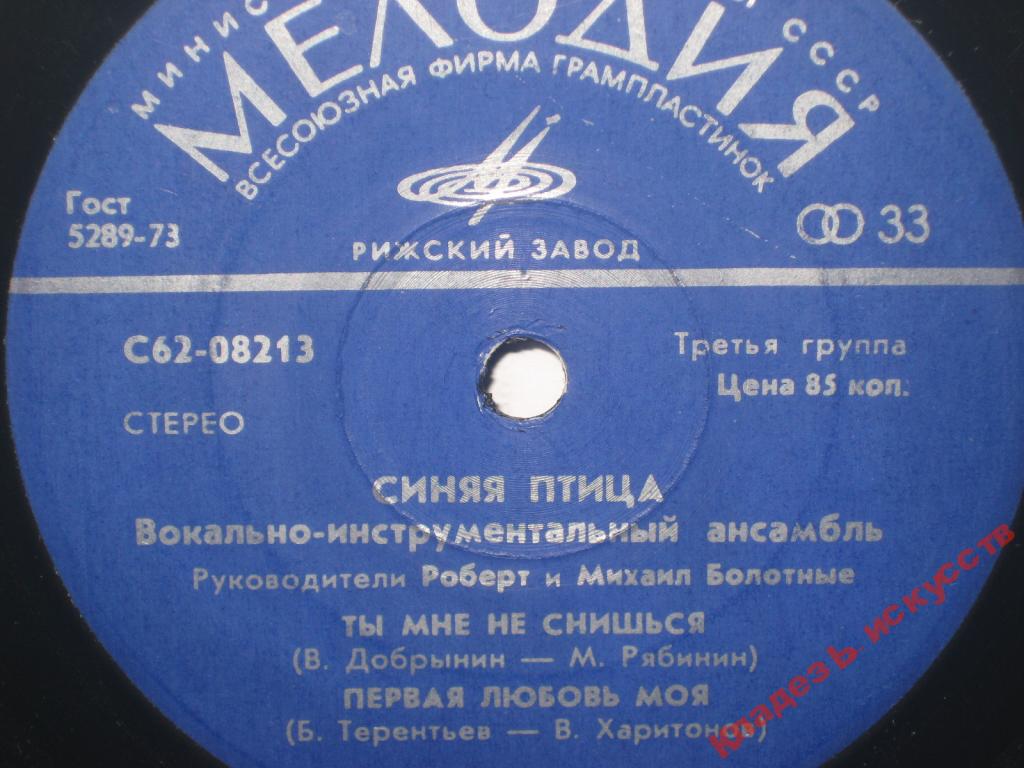 МИНИС
СССР
МЕЛОДИЯ
ВСЕСОЮЗНАЯ ФИРМА ГРАМПЛАСТИНОК
Гост
5289-73
33
РИЖСКИЙ ЗАВОД
С62-08213
Третья группа
Цена 85 коп.
СТЕРЕО
СИНЯЯ ПТИЦА
Вокально-инструментальный ансамбль
Руководители Роберт и Михаил Болотные
ТЫ МНЕ НЕ СНИШЬСЯ
(В. Добрынин — М. Рябинин)
ПЕРВАЯ ЛЮБОВЬ МОЯ
(Б. Терентьев — В. Харитонов)
КладезЬ искусств